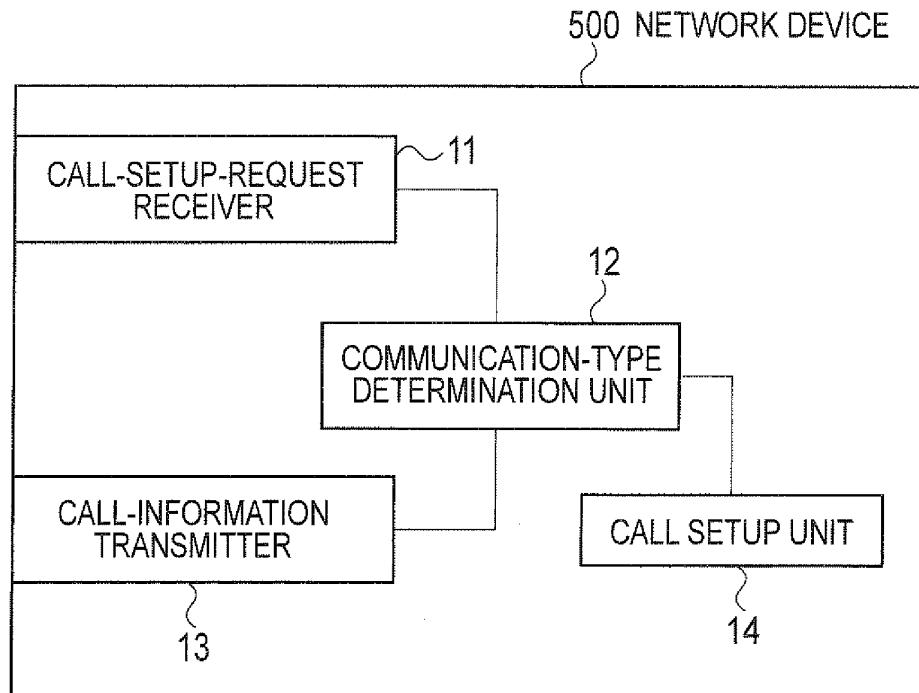 500 NETWORK DEVICE
11
CALL-SETUP-REQUEST
RECEIVER
12
COMMUNICATION-TYPE
DETERMINATION UNIT
CALL-INFORMATION
TRANSMITTER
13
CALL SETUP UNIT
14